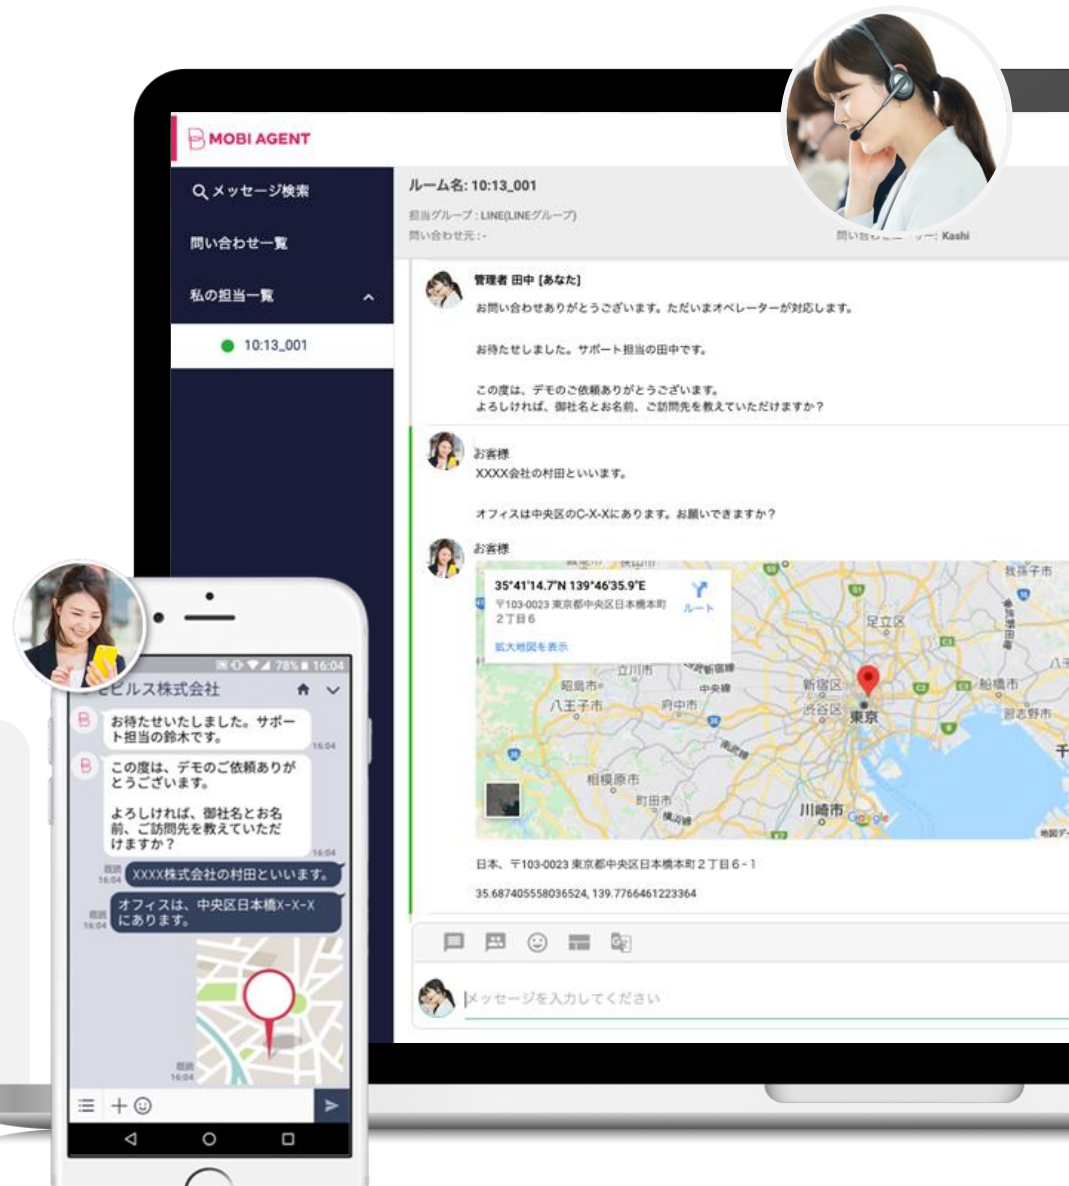 MOBI AGENT
メッセージ検索
問い合わせ一覧
私の担当一覧
10:13_001
ルーム名: 10:13_001
担当グループ : LINE(LINEグループ)
問い合わせ元 : -
Kashi
管理者 田中 [あなた]
お問い合わせありがとうございます。ただいまオペレーターが対応します。
お待たせしました。サポート担当の田中です。
この度は、デモのご依頼ありがとうございます。
よろしければ、御社名とお名前、ご訪問先を教えていただけますか？
お客様
XXXX会社の村田といいます。
オフィスは中央区のC-X-Xにあります。お願いできますか？
お客様
35°41'14.7"N 139°46'35.9"E
〒103-0023 東京都中央区日本橋本町
２丁目６
ルート
拡大地図を表示
我孫子市
足立区
立川市
昭島市
中央線
新宿区
船橋市
八王子市
府中市
渋谷区
東京
習志野市
南武線
相模原市
町田市
横浜線
川崎市
Google
日本、〒103-0023 東京都中央区日本橋本町２丁目６−１
35.687405558036524, 139.7766461223364
メッセージを入力してください
78% 16:04
モビルス株式会社
お待たせいたしました。サポー
ト担当の鈴木です。
16:04
この度は、デモのご依頼ありが
とうございます。
よろしければ、御社名とお名
前、ご訪問先を教えていただ
けますか？
16:04
既読
16:04
XXXX株式会社の村田といいます。
既読
16:04
オフィスは、中央区日本橋X-X-X
にあります。
既読
16:04